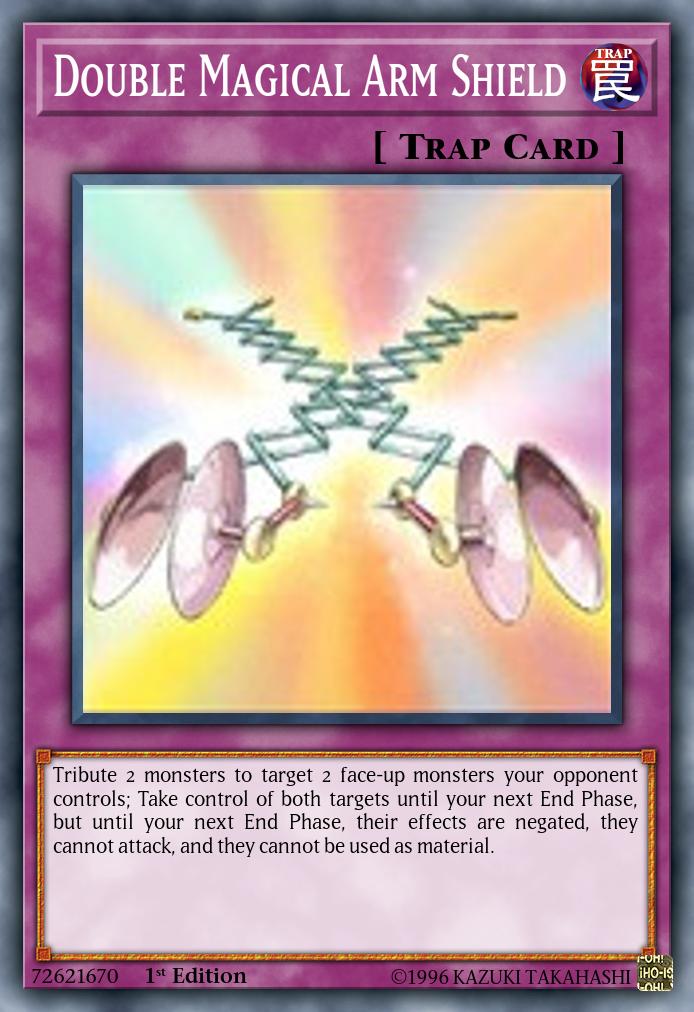 Double Magical Arm Shield
TRAP
罠
[ Trap Card ]
Tribute 2 monsters to target 2 face-up monsters your opponent
controls; Take control of both targets until your next End Phase,
but until your next End Phase, their effects are negated, they
cannot attack, and they cannot be used as material.
72621670 1st Edition ©1996 KAZUKI TAKAHASHI